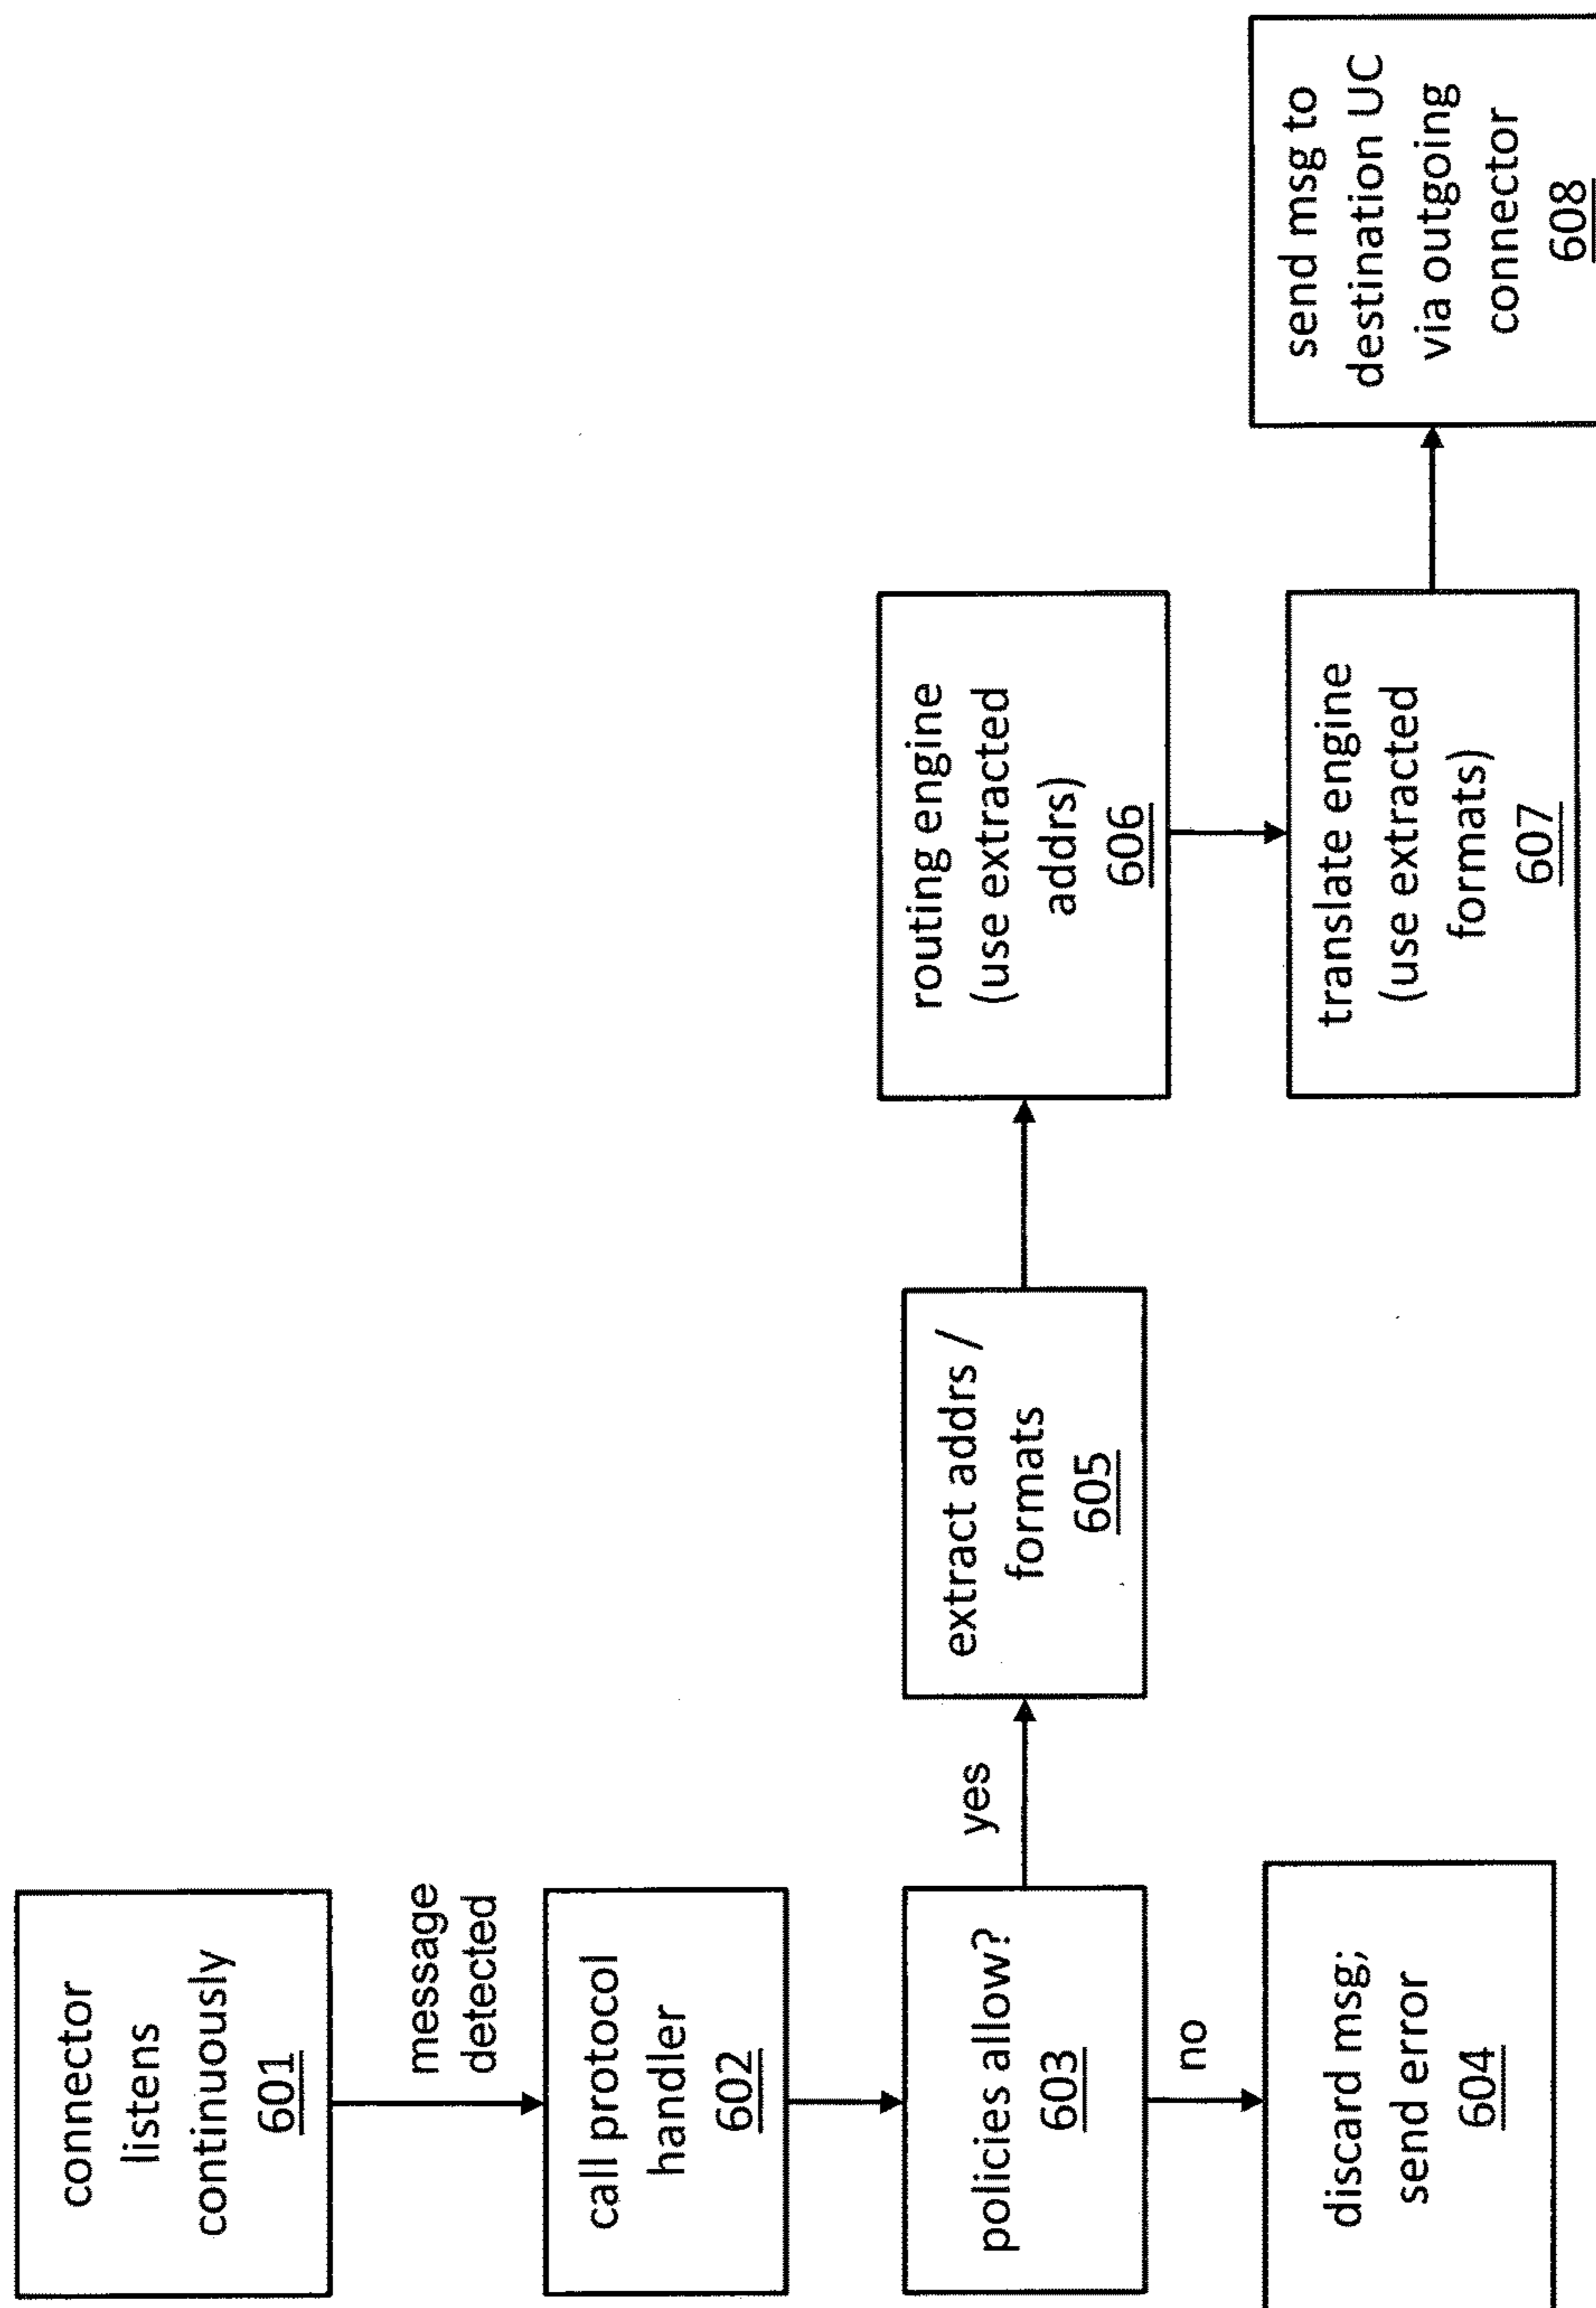 connector
listens
continuously
601
message
detected
call protocol
handler
602
policies allow?
603
yes
no
discard msg;
send error
604
extract addrs /
formats
605
routing engine
(use extracted
addrs)
606
translate engine
(use extracted
formats)
607
send msg to
destination UC
via outgoing
connector
608